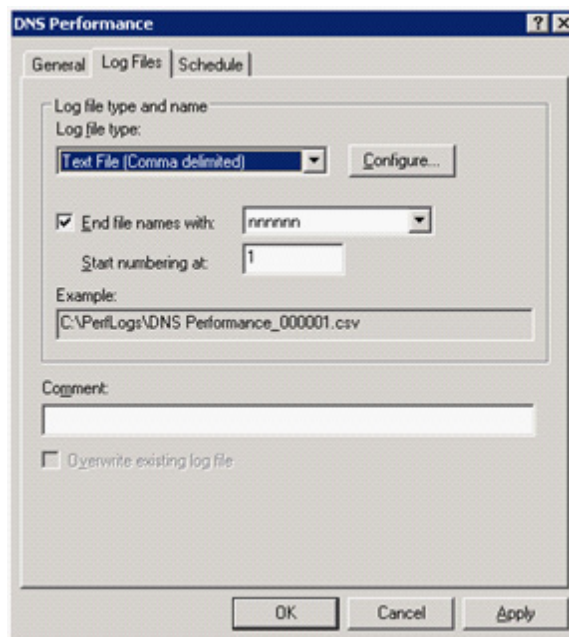 DNS Performance
General Log Files Schedule
Log file type and name
Log file type:
Text File (Comma delimited) Configure...
End file names with: nnnnnn
Start numbering at: 1
Example:
C:\PerfLogs\DNS Performance_000001.csv
Comment:
Overwrite existing log file
OK Cancel Apply